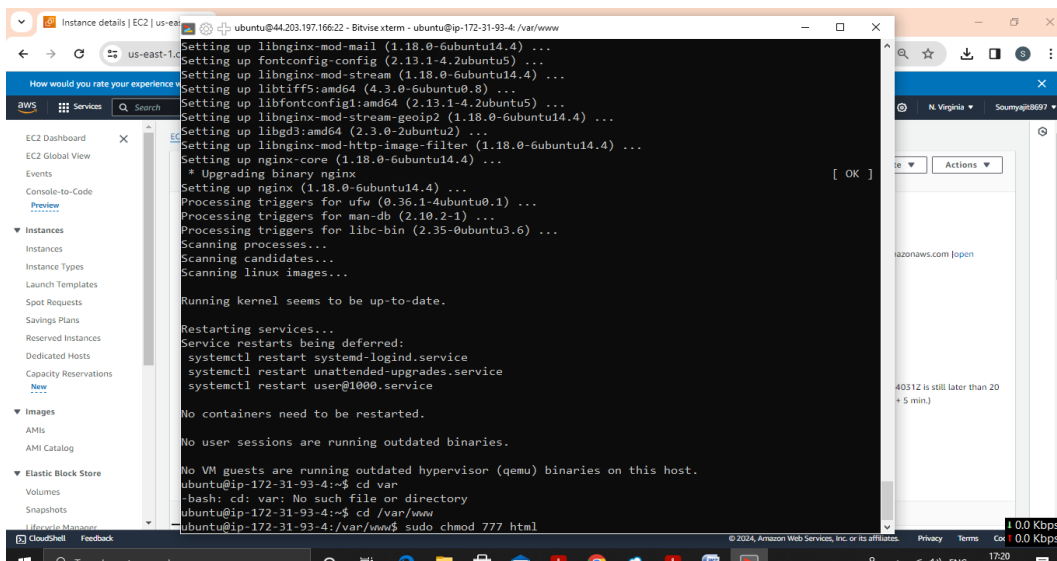 Instance details | EC2 | us-eas
ubuntu@44.203.197.166:22 - Bitvise xterm - ubuntu@ip-172-31-93-4: /var/www
us-east-1.c
How would you rate your experience w
aws
Services
Search
N. Virginia
Soumyajit8697
EC2 Dashboard
EC2 Global View
Events
Console-to-Code
Preview
Instances
Instances
Instance Types
Launch Templates
Spot Requests
Savings Plans
Reserved Instances
Dedicated Hosts
Capacity Reservations
New
Images
AMIs
AMI Catalog
Elastic Block Store
Volumes
Snapshots
Lifecycle Manager
EC
Setting up libnginx-mod-mail (1.18.0-6ubuntu14.4) ...
Setting up fontconfig-config (2.13.1-4.2ubuntu5) ...
Setting up libnginx-mod-stream (1.18.0-6ubuntu14.4) ...
Setting up libtiff5:amd64 (4.3.0-6ubuntu0.8) ...
Setting up libfontconfig1:amd64 (2.13.1-4.2ubuntu5) ...
Setting up libnginx-mod-stream-geoip2 (1.18.0-6ubuntu14.4) ...
Setting up libgd3:amd64 (2.3.0-2ubuntu2) ...
Setting up libnginx-mod-http-image-filter (1.18.0-6ubuntu14.4) ...
Setting up nginx-core (1.18.0-6ubuntu14.4) ...
* Upgrading binary nginx [ OK ]
Setting up nginx (1.18.0-6ubuntu14.4) ...
Processing triggers for ufw (0.36.1-4ubuntu0.1) ...
Processing triggers for man-db (2.10.2-1) ...
Processing triggers for libc-bin (2.35-0ubuntu3.6) ...
Scanning processes...
Scanning candidates...
Scanning linux images...
Running kernel seems to be up-to-date.
Restarting services...
Service restarts being deferred:
systemctl restart systemd-logind.service
systemctl restart unattended-upgrades.service
systemctl restart user@1000.service
No containers need to be restarted.
No user sessions are running outdated binaries.
No VM guests are running outdated hypervisor (qemu) binaries on this host.
ubuntu@ip-172-31-93-4:~$ cd var
-bash: cd: var: No such file or directory
ubuntu@ip-172-31-93-4:~$ cd /var/www
ubuntu@ip-172-31-93-4:/var/www$ sudo chmod 777 html
te
Actions
azonaws.com |open
4031Z is still later than 20
+ 5 min.)
CloudShell
Feedback
© 2024, Amazon Web Services, Inc. or its affiliates.
Privacy
Terms
0.0 Kbps
0.0 Kbps
17:20